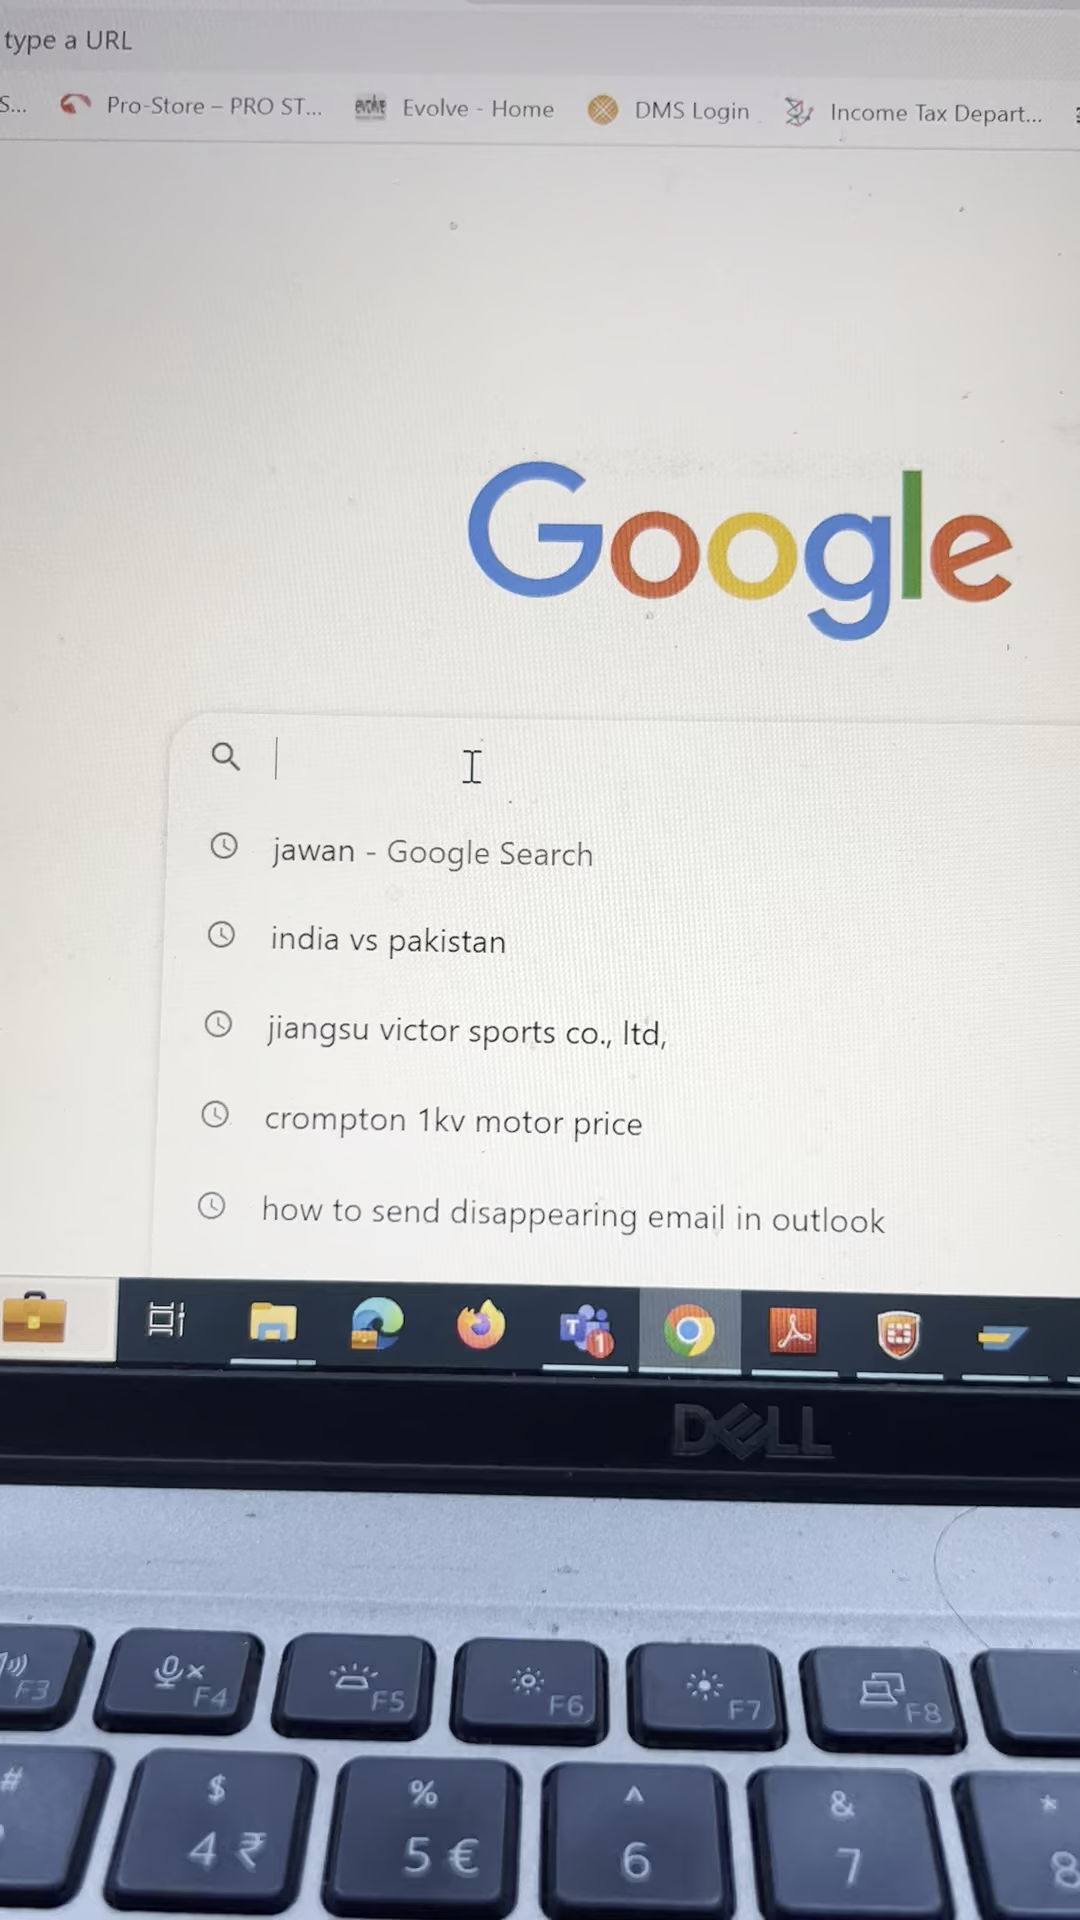 type a URL
S... Pro-Store – PRO ST... evolve Evolve - Home DMS Login Income Tax Depart...
Google
jawan - Google Search
india vs pakistan
jiangsu victor sports co., ltd,
crompton 1kv motor price
how to send disappearing email in outlook
T 1
DELL
F3 F4 F5 F6 F7 F8
# $ % ^ & *
4 ₹ 5 € 6 7 8